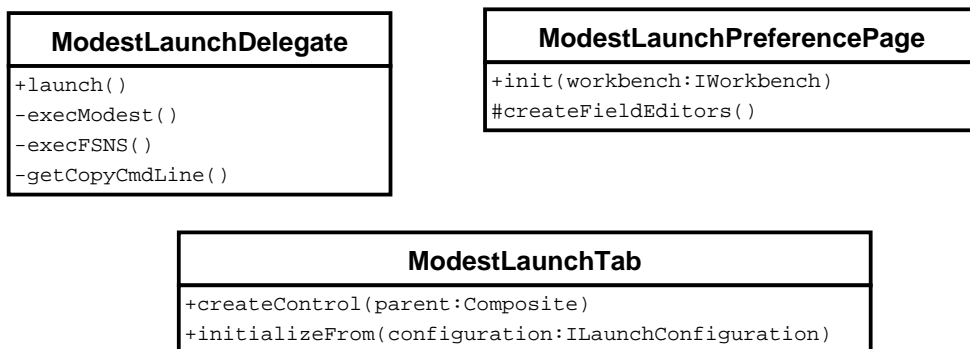 ModestLaunchDelegate
+launch()
-execModest()
-execFSNS()
-getCopyCmdLine()
ModestLaunchPreferencePage
+init(workbench:IWorkbench)
#createFieldEditors()
ModestLaunchTab
+createControl(parent:Composite)
+initializeFrom(configuration:ILaunchConfiguration)